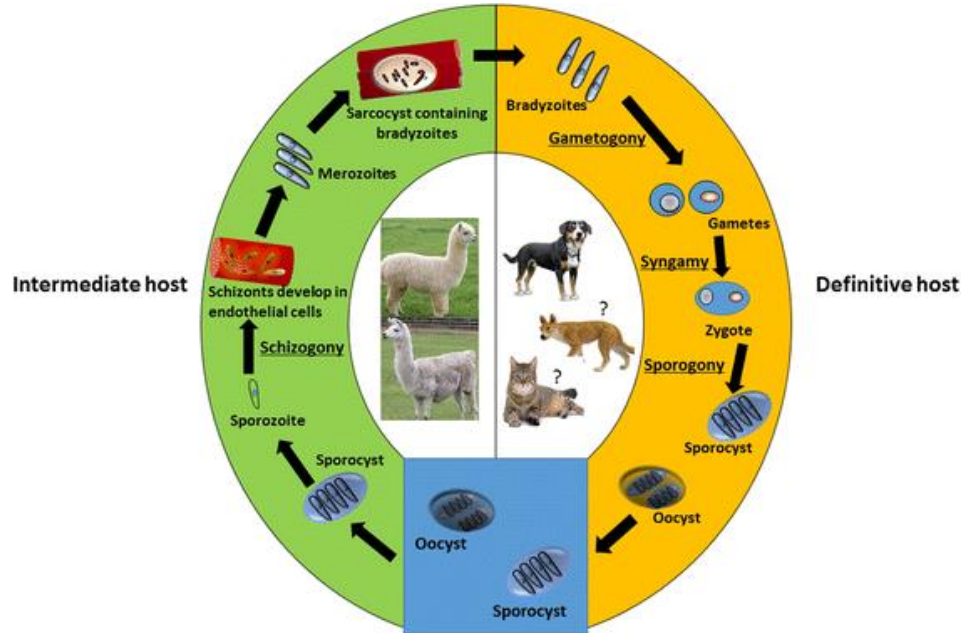 Sarcocyst containing
bradyzoites
Bradyzoites
Gametogony
Merozoites
Gametes
Syngamy
Intermediate host
Schizonts develop in
endothelial cells
?
Definitive host
Zygote
Schizogony
?
Sporogony
Sporozoite
Sporocyst
Sporocyst
Oocyst
Oocyst
Sporocyst